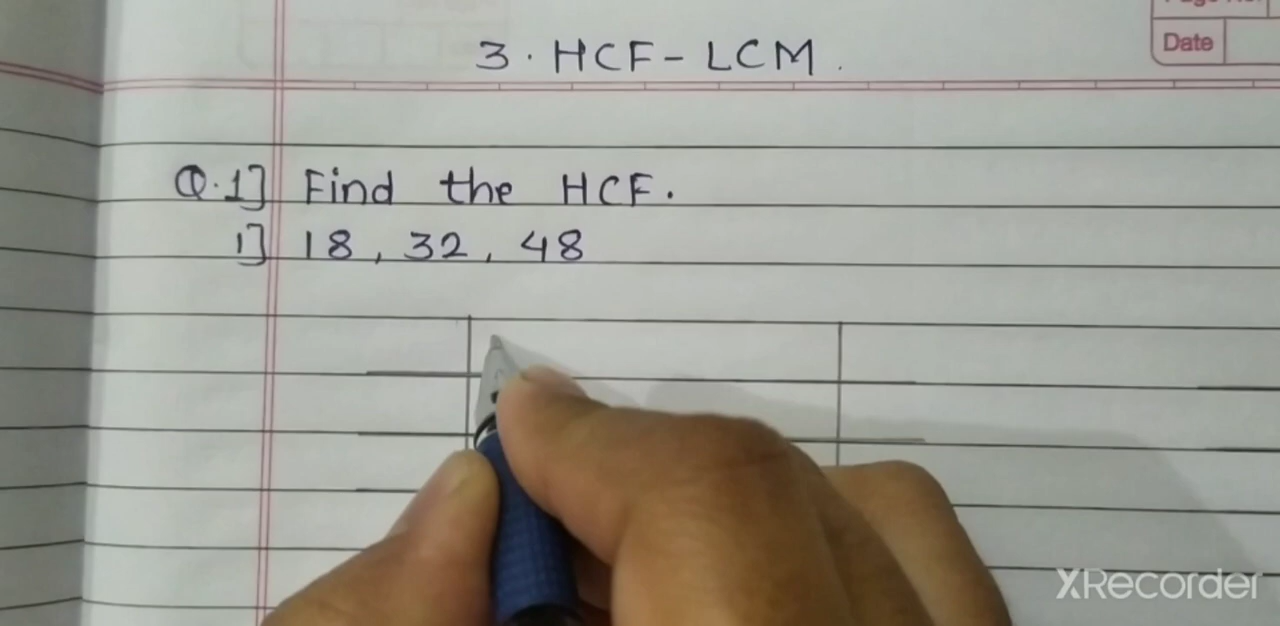 Date
3. HCF - LCM.
Q.1] Find the HCF.
1] 18, 32, 48
XRecorder